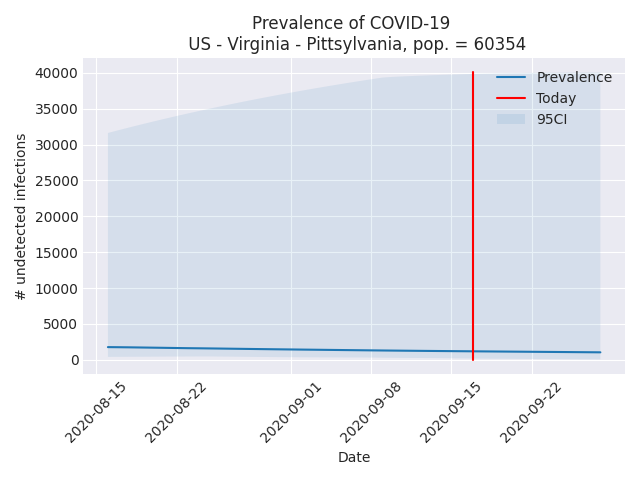 Prevalence of COVID-19
US - Virginia - Pittsylvania, pop. = 60354
Prevalence
Today
95CI
# undetected infections
40000
35000
30000
25000
20000
15000
10000
5000
0
2020-08-15
2020-08-22
2020-09-01
2020-09-08
2020-09-15
2020-09-22
Date